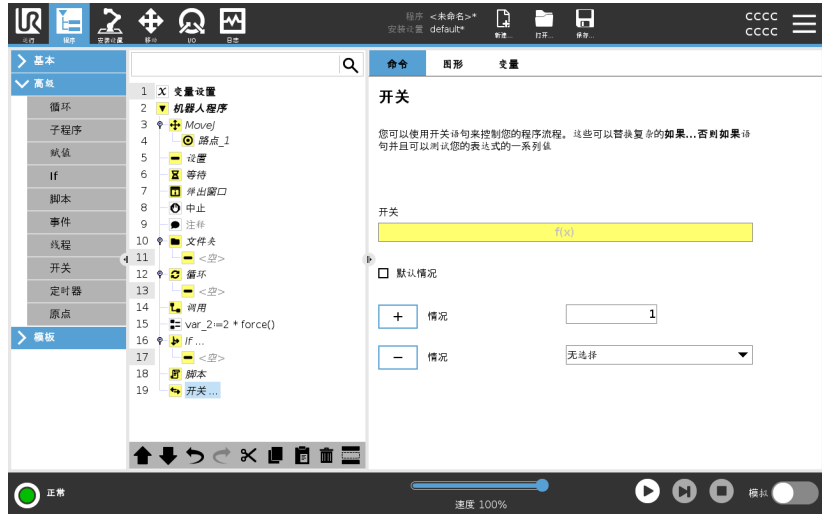 程序 <未命名>*
安装设置 default*
新建... 打开... 保存...
cccc
cccc
运行 程序 安装设置 移动 I/O 日志
基本
高级
循环
子程序
赋值
If
脚本
事件
线程
开关
定时器
原点
模板
1 X 变量设置
2 机器人程序
3 MoveJ
4 路点_1
5 设置
6 等待
7 弹出窗口
8 中止
9 注释
10 文件夹
11 <空>
12 循环
13 <空>
14 调用
15 var_2≔2 * force()
16 If ...
17 <空>
18 脚本
19 开关 ...
命令 图形 变量
开关
您可以使用开关语句来控制您的程序流程。这些可以替换复杂的如果...否则如果语
句并且可以测试您的表达式的一系列值
开关
f(x)
默认情况
+ 情况 1
− 情况 无选择
正常
速度 100%
模拟